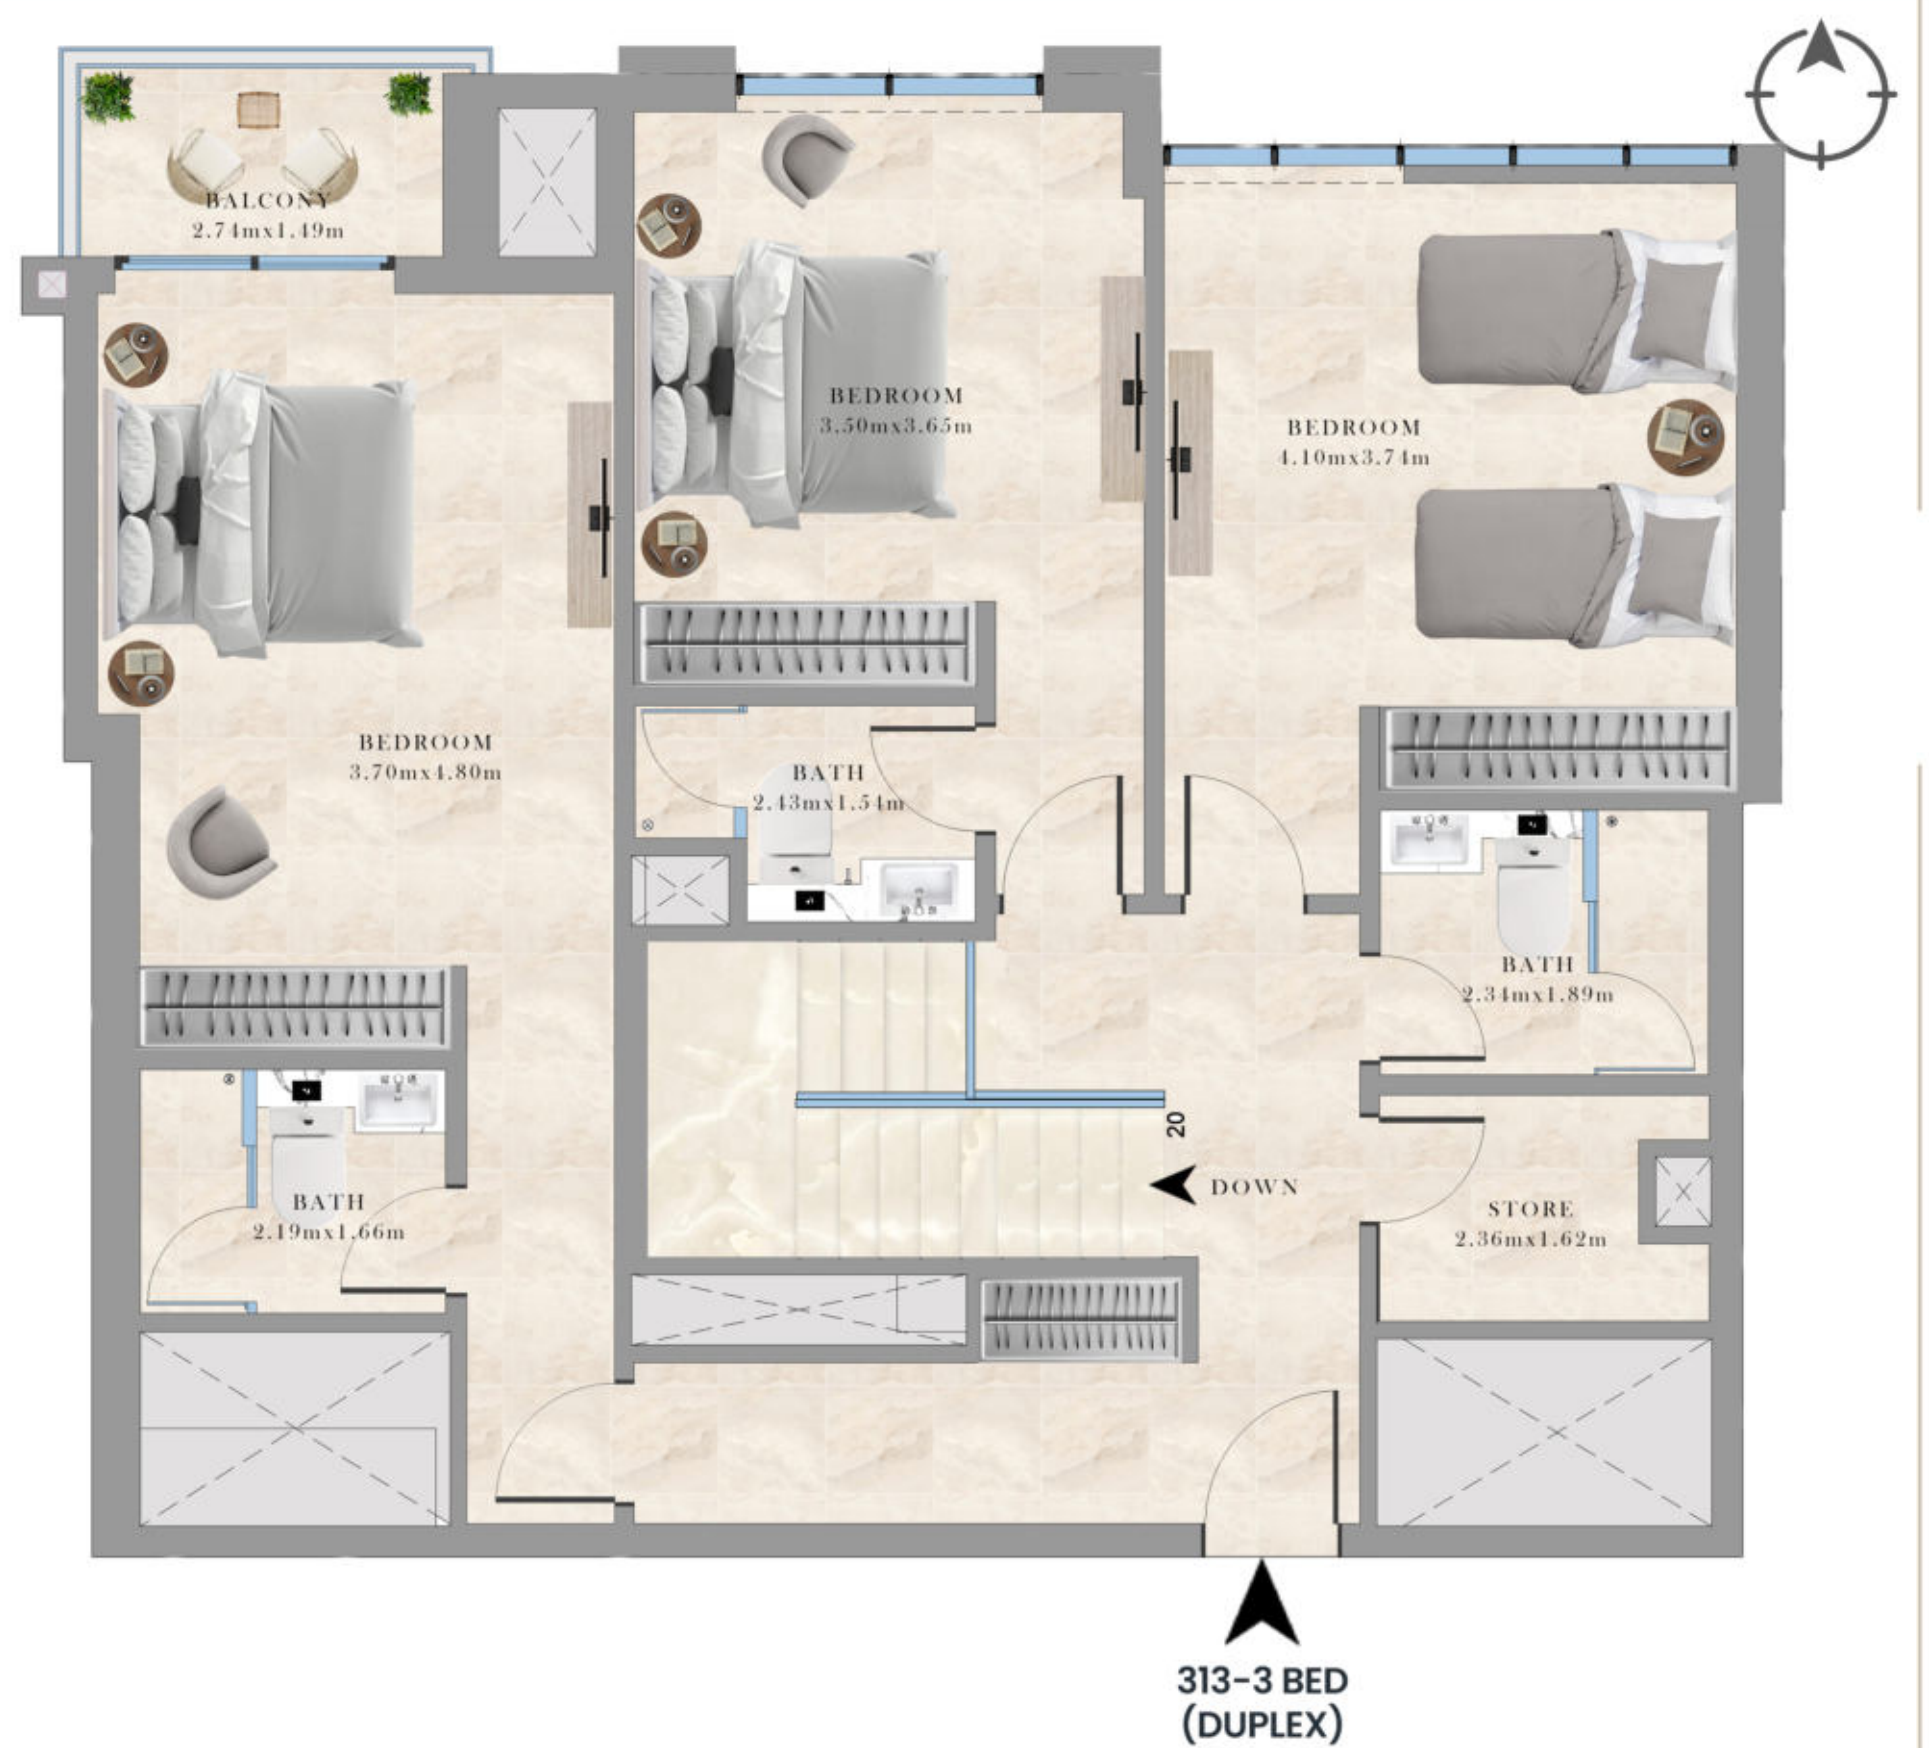 BALCONY
2.74mx1.49m
BEDROOM
3.50mx3.65m
BEDROOM
4.10mx3.74m
BEDROOM
3.70mx4.80m
BATH
2.43mx1.54m
BATH
2.34mx1.89m
20
DOWN
BATH
2.19mx1.66m
STORE
2.36mx1.62m
313-3 BED
(DUPLEX)